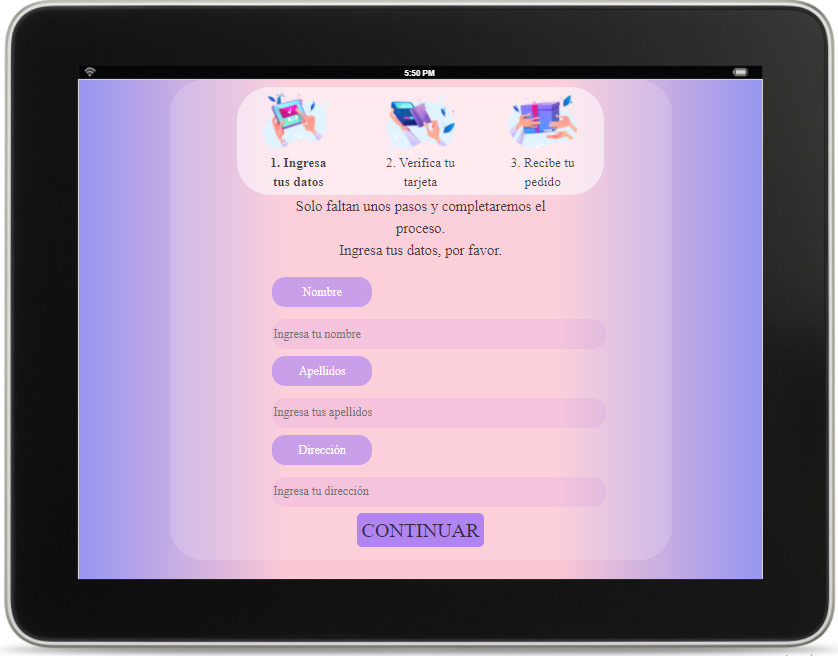 5:50 PM
1. Ingresa
tus datos
2. Verifica tu
tarjeta
3. Recibe tu
pedido
Solo faltan unos pasos y completaremos el
proceso.
Ingresa tus datos, por favor.
Nombre
Ingresa tu nombre
Apellidos
Ingresa tus apellidos
Dirección
Ingresa tu dirección
CONTINUAR